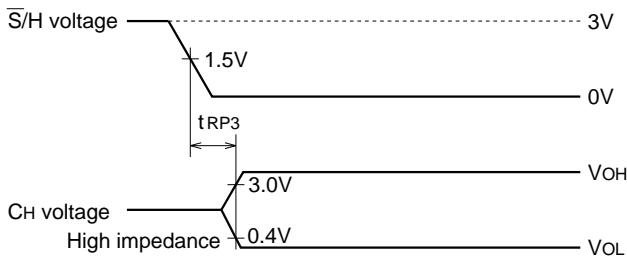 S̅/H voltage
3V
1.5V
0V
tRP3
VOH
3.0V
CH voltage
High impedance
0.4V
VOL